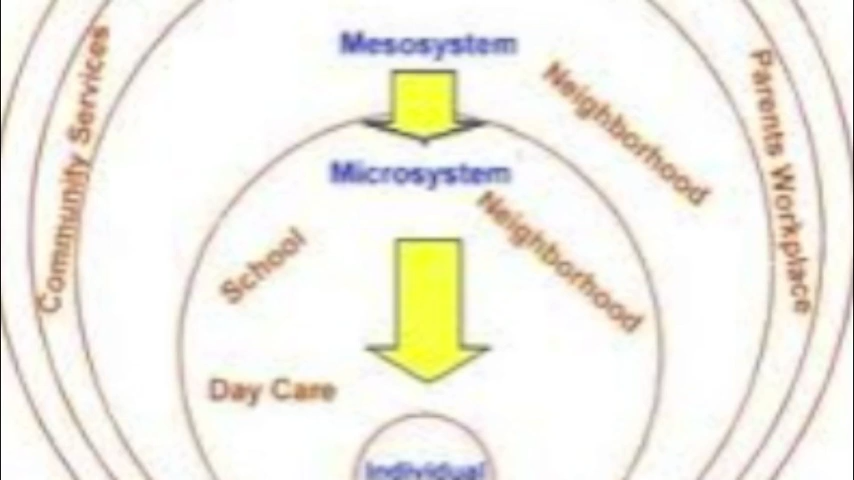 Mesosystem
Neighborhood
Community Services
Parents Workplace
Microsystem
Neighborhood
School
Day Care
Individual